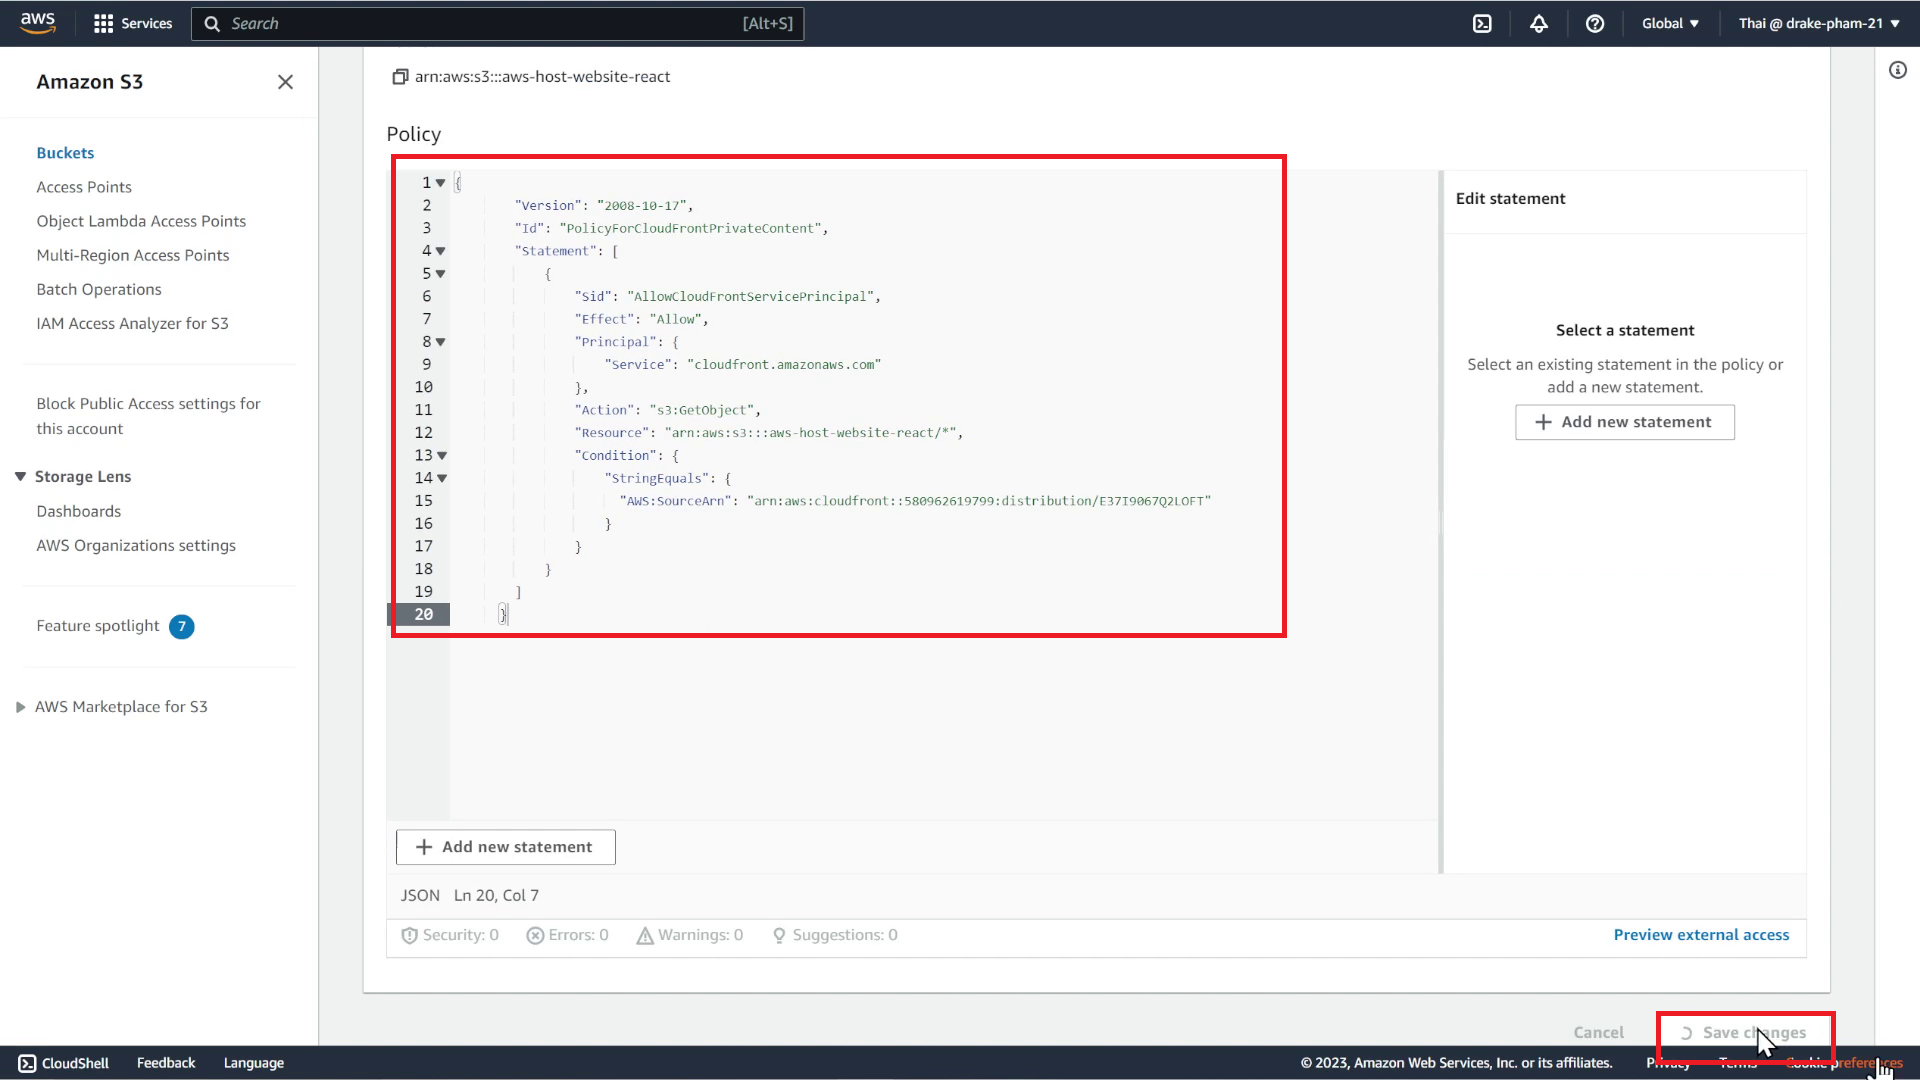 aws
Services
Search [Alt+S]
Global
Thai @ drake-pham-21
Amazon S3
Buckets
Access Points
Object Lambda Access Points
Multi-Region Access Points
Batch Operations
IAM Access Analyzer for S3
Block Public Access settings for
this account
Storage Lens
Dashboards
AWS Organizations settings
Feature spotlight 7
AWS Marketplace for S3
arn:aws:s3:::aws-host-website-react
Policy
1 {
2 "Version": "2008-10-17",
3 "Id": "PolicyForCloudFrontPrivateContent",
4 "Statement": [
5 {
6 "Sid": "AllowCloudFrontServicePrincipal",
7 "Effect": "Allow",
8 "Principal": {
9 "Service": "cloudfront.amazonaws.com"
10 },
11 "Action": "s3:GetObject",
12 "Resource": "arn:aws:s3:::aws-host-website-react/*",
13 "Condition": {
14 "StringEquals": {
15 "AWS:SourceArn": "arn:aws:cloudfront::580962619799:distribution/E37I9067Q2LOFT"
16 }
17 }
18 }
19 ]
20 }
Edit statement
Select a statement
Select an existing statement in the policy or
add a new statement.
+ Add new statement
+ Add new statement
JSON Ln 20, Col 7
Security: 0 Errors: 0 Warnings: 0 Suggestions: 0
Preview external access
Cancel
Save changes
CloudShell Feedback Language
© 2023, Amazon Web Services, Inc. or its affiliates. Privacy Terms Cookie preferences